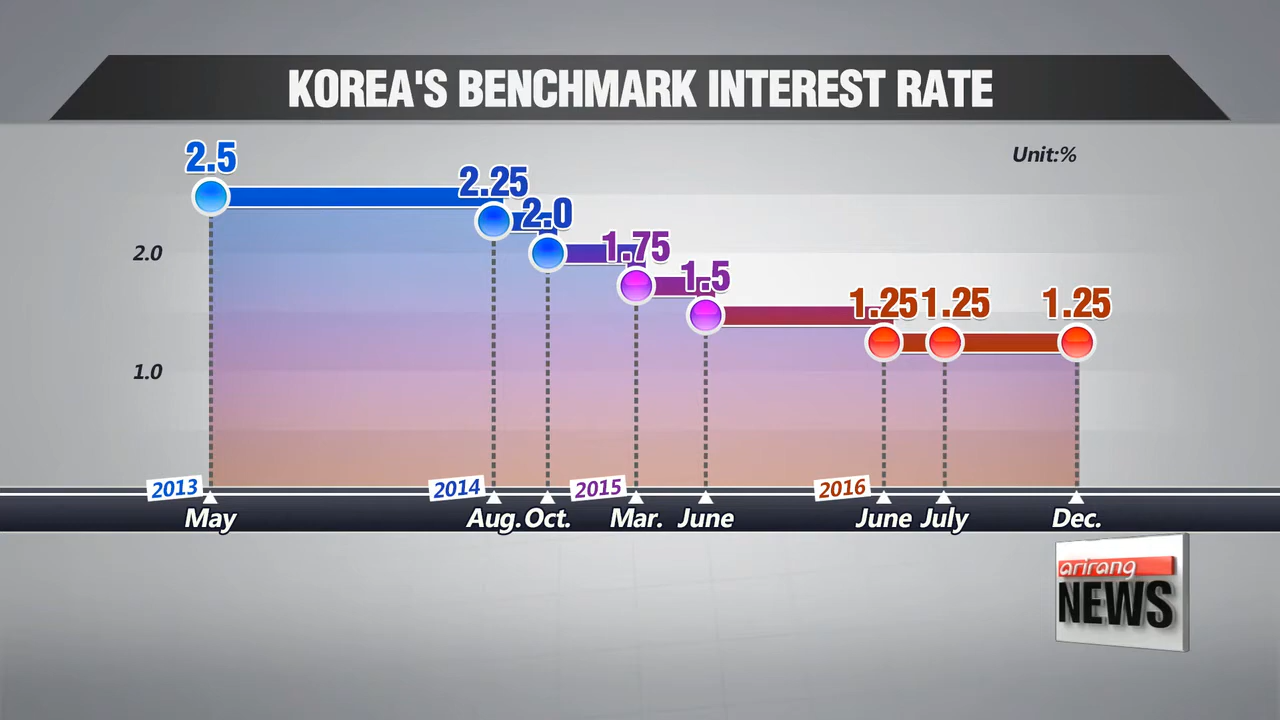 KOREA'S BENCHMARK INTEREST RATE
Unit:%
2.5
2.25
2.0
1.75
1.5
1.25
1.25
1.25
2.0
1.0
2013
2014
2015
2016
May
Aug.
Oct.
Mar.
June
June
July
Dec.
arirang
NEWS